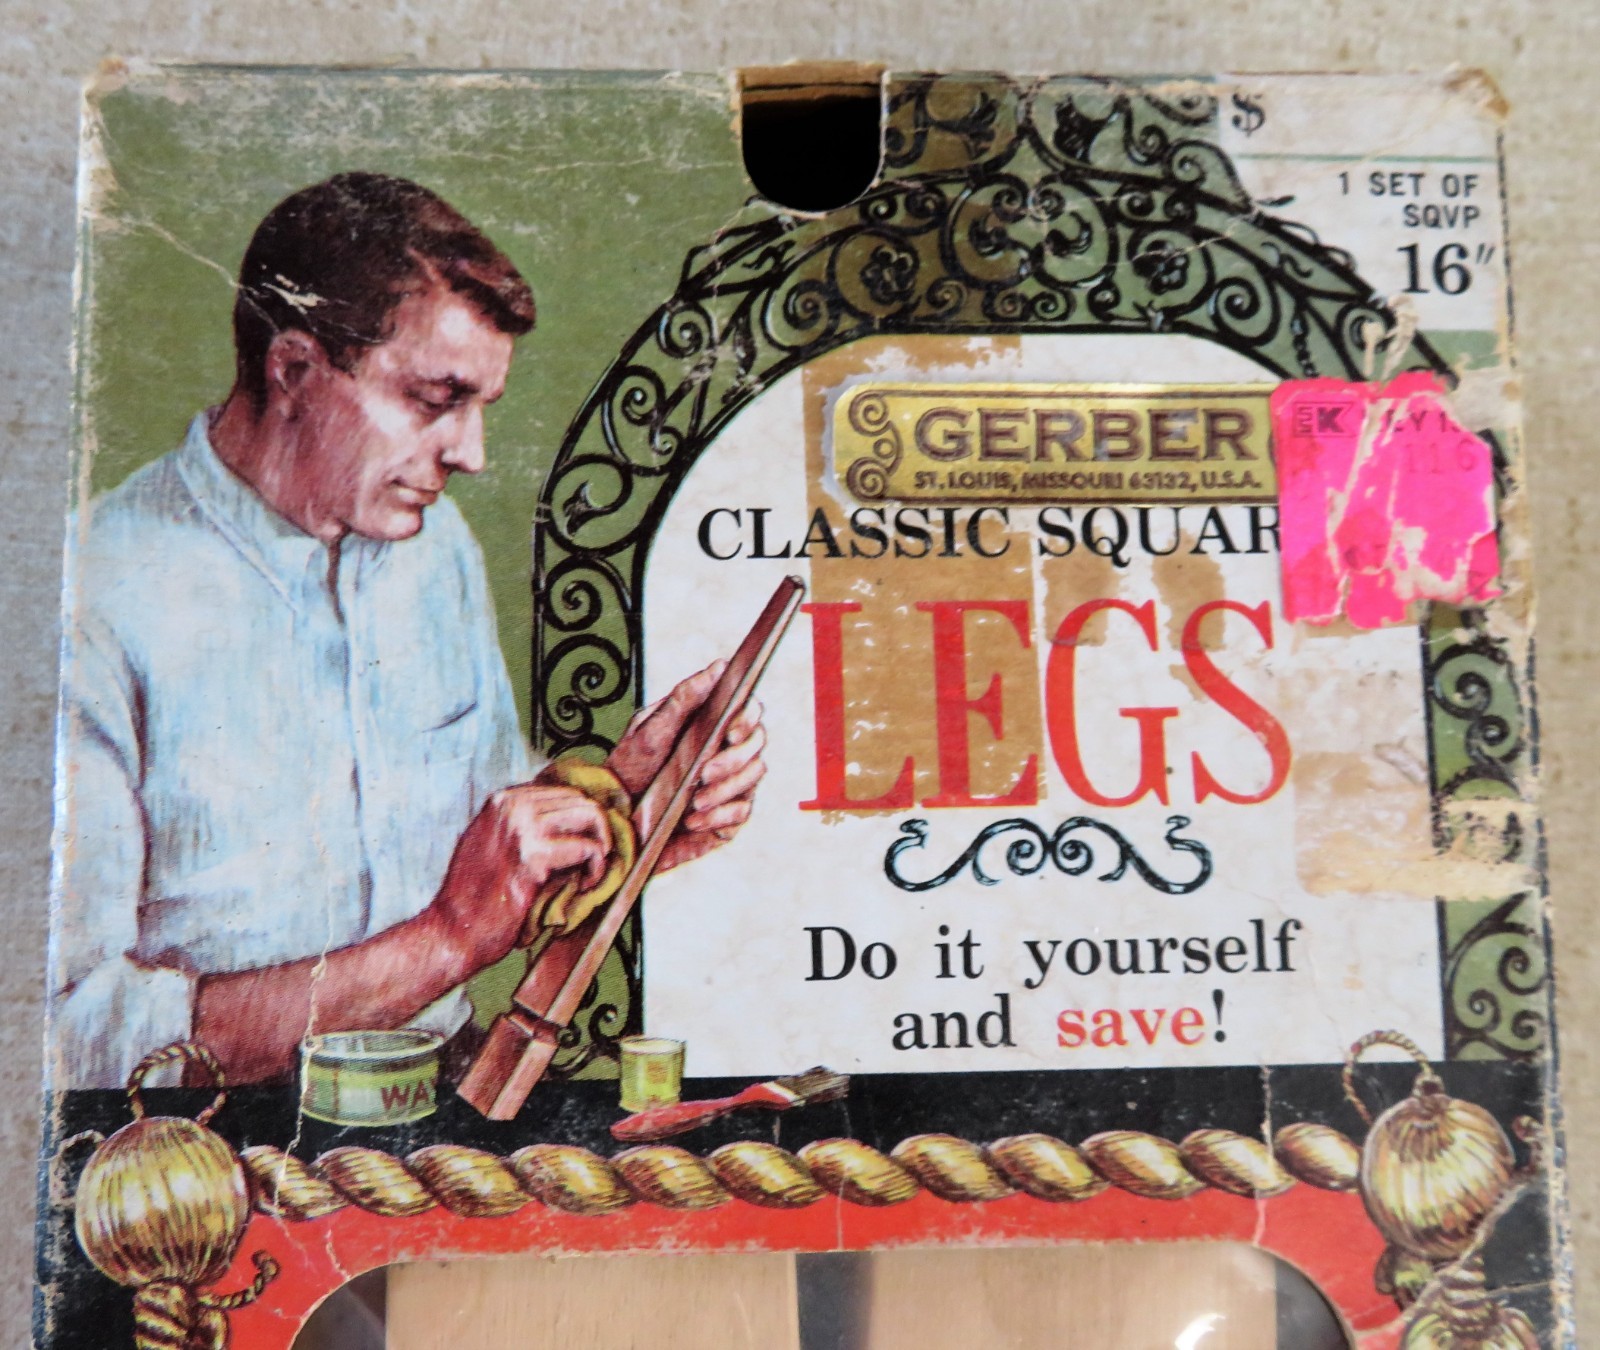 $
1 SET OF
SQVP
16"
GERBER
ST. LOUIS, MISSOURI 63132, U.S.A.
K
116
CLASSIC SQUAR
LEGS
Do it yourself
and save!
WA